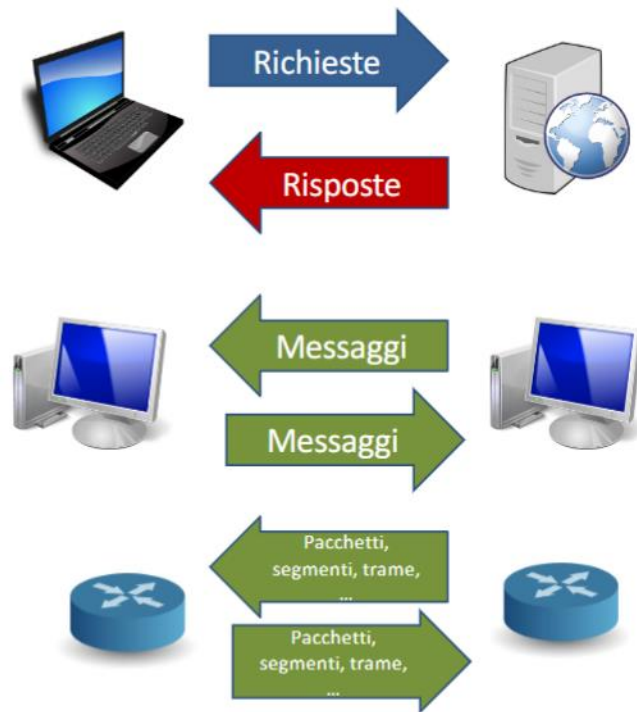 Richieste
Risposte
Messaggi
Messaggi
Pacchetti,
segmenti, trame,
...
Pacchetti,
segmenti, trame,
...